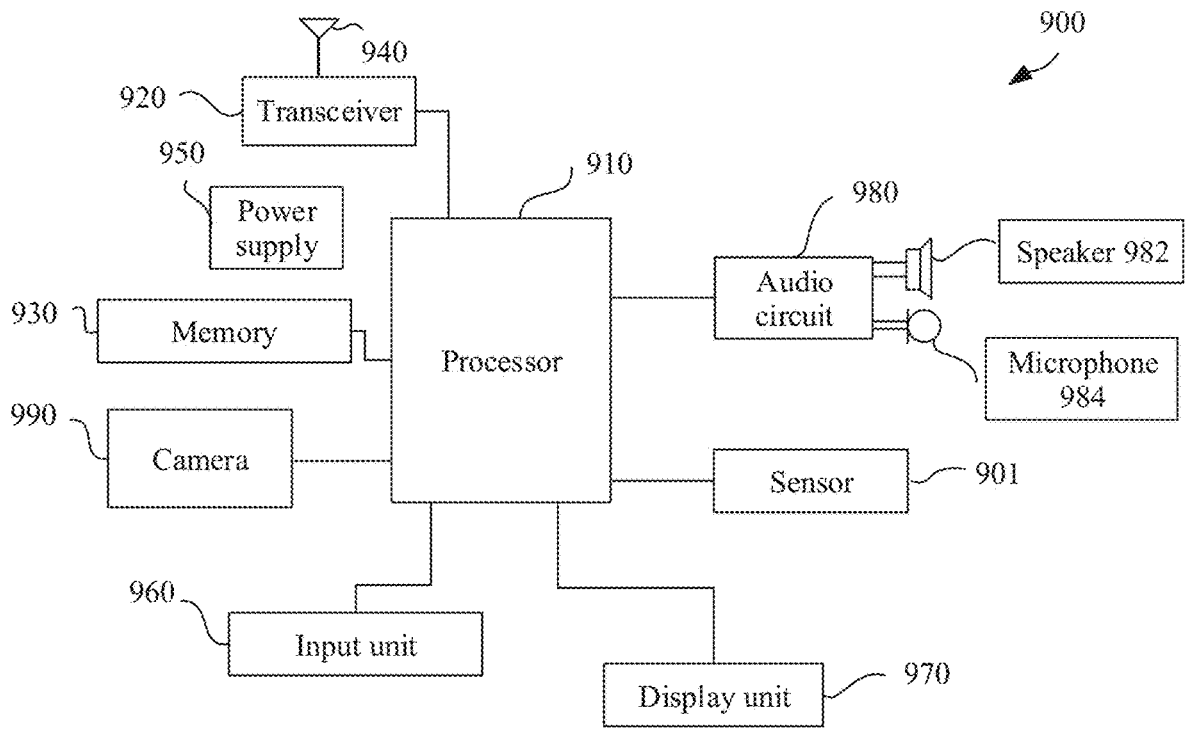 900
940
920
Transceiver
950
910
980
Power
supply
Speaker 982
Audio
circuit
930
Memory
Processor
Microphone
984
990
Camera
Sensor
901
960
Input unit
970
Display unit